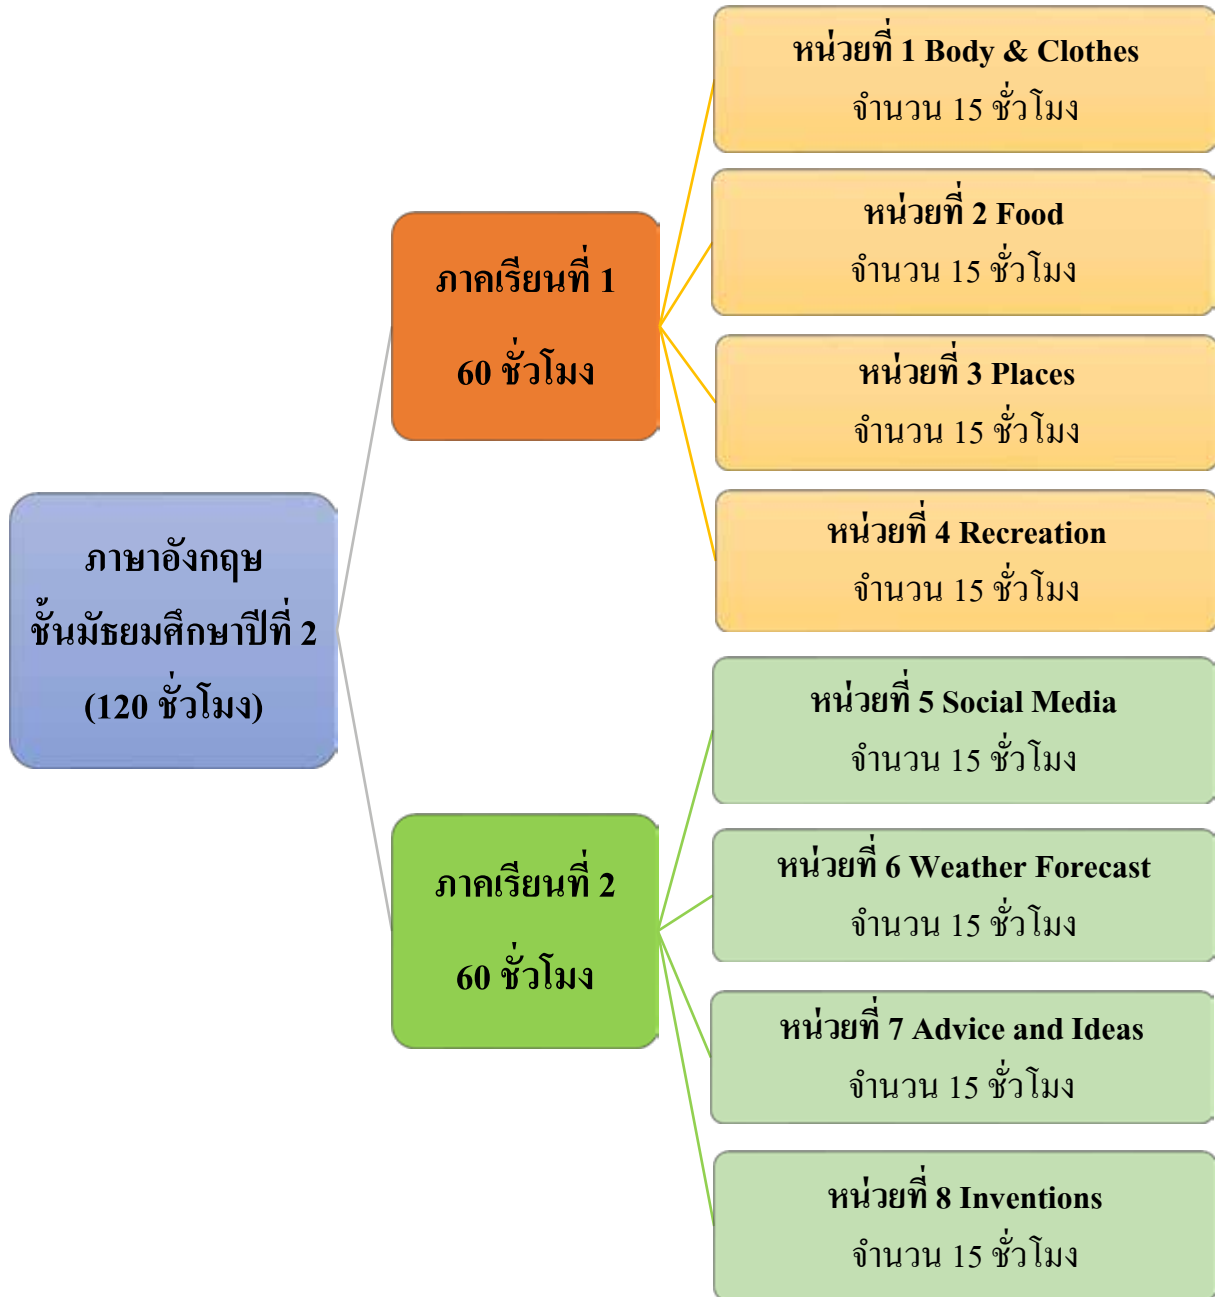 ภาษาอังกฤษ
ชั้นมัธยมศึกษาปีที่ 2
(120 ชั่วโมง)
ภาคเรียนที่ 1
60 ชั่วโมง
หน่วยที่ 1 Body & Clothes
จำนวน 15 ชั่วโมง
หน่วยที่ 2 Food
จำนวน 15 ชั่วโมง
หน่วยที่ 3 Places
จำนวน 15 ชั่วโมง
หน่วยที่ 4 Recreation
จำนวน 15 ชั่วโมง
ภาคเรียนที่ 2
60 ชั่วโมง
หน่วยที่ 5 Social Media
จำนวน 15 ชั่วโมง
หน่วยที่ 6 Weather Forecast
จำนวน 15 ชั่วโมง
หน่วยที่ 7 Advice and Ideas
จำนวน 15 ชั่วโมง
หน่วยที่ 8 Inventions
จำนวน 15 ชั่วโมง